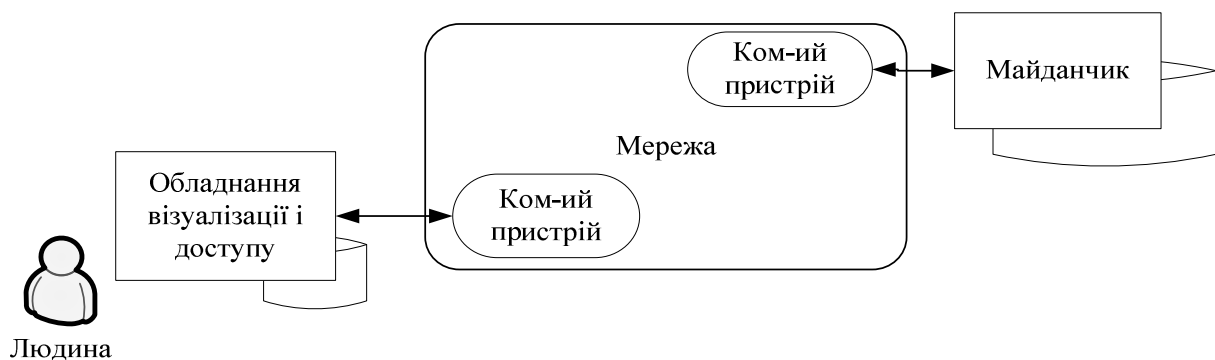 Ком-ий
пристрій
Майданчик
Мережа
Обладнання
візуалізації і
доступу
Ком-ий
пристрій
Людина